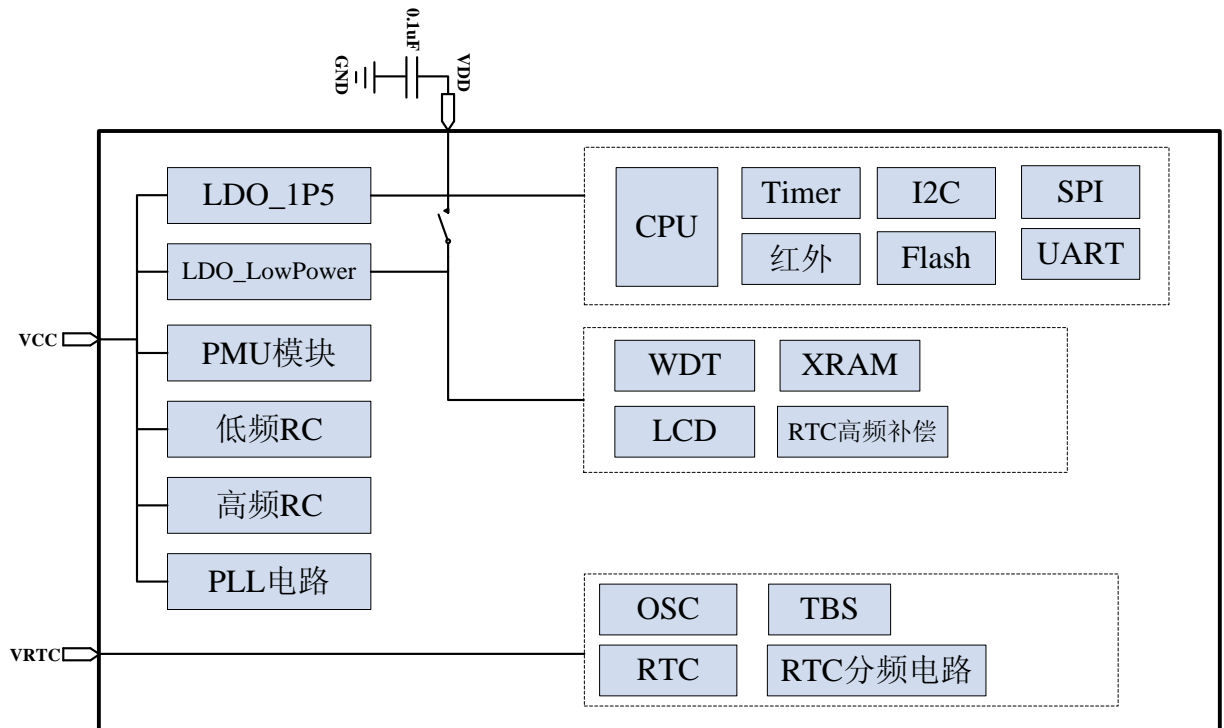 0.1uF
GND
VDD
LDO_1P5
LDO_LowPower
VCC
PMU模块
低频RC
高频RC
PLL电路
VRTC
CPU
Timer
I2C
SPI
红外
Flash
UART
WDT
XRAM
LCD
RTC高频补偿
OSC
TBS
RTC
RTC分频电路